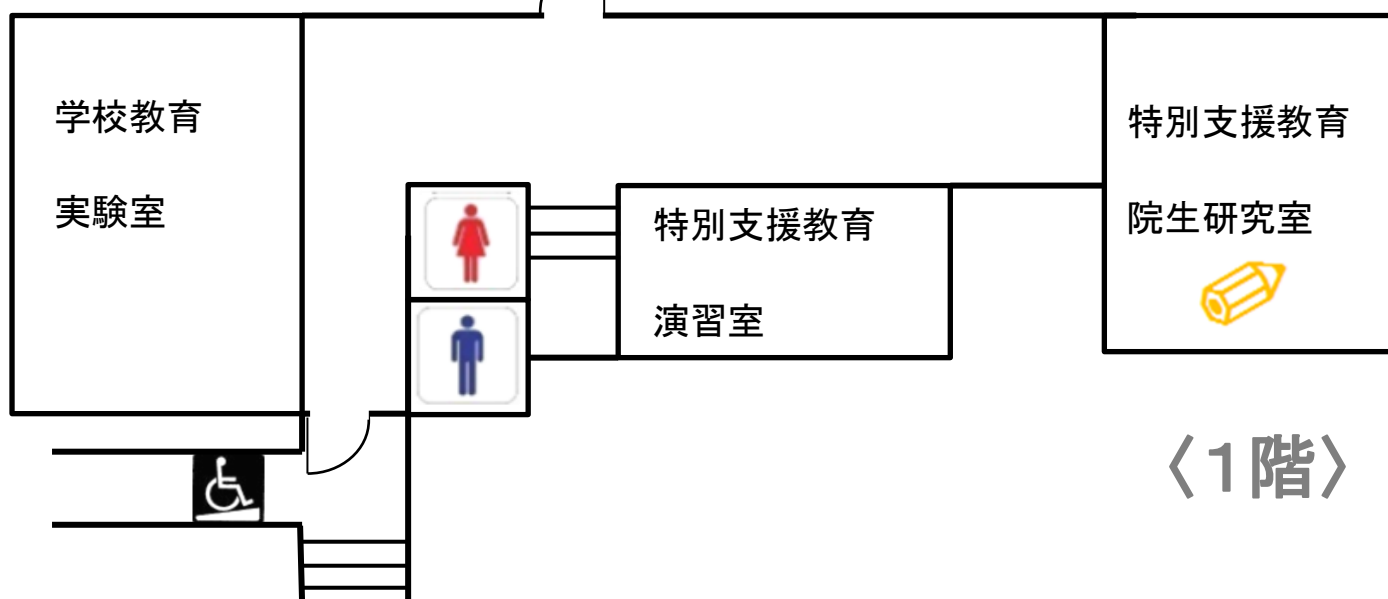 学校教育
実験室
特別支援教育
演習室
特別支援教育
院生研究室
〈1階〉